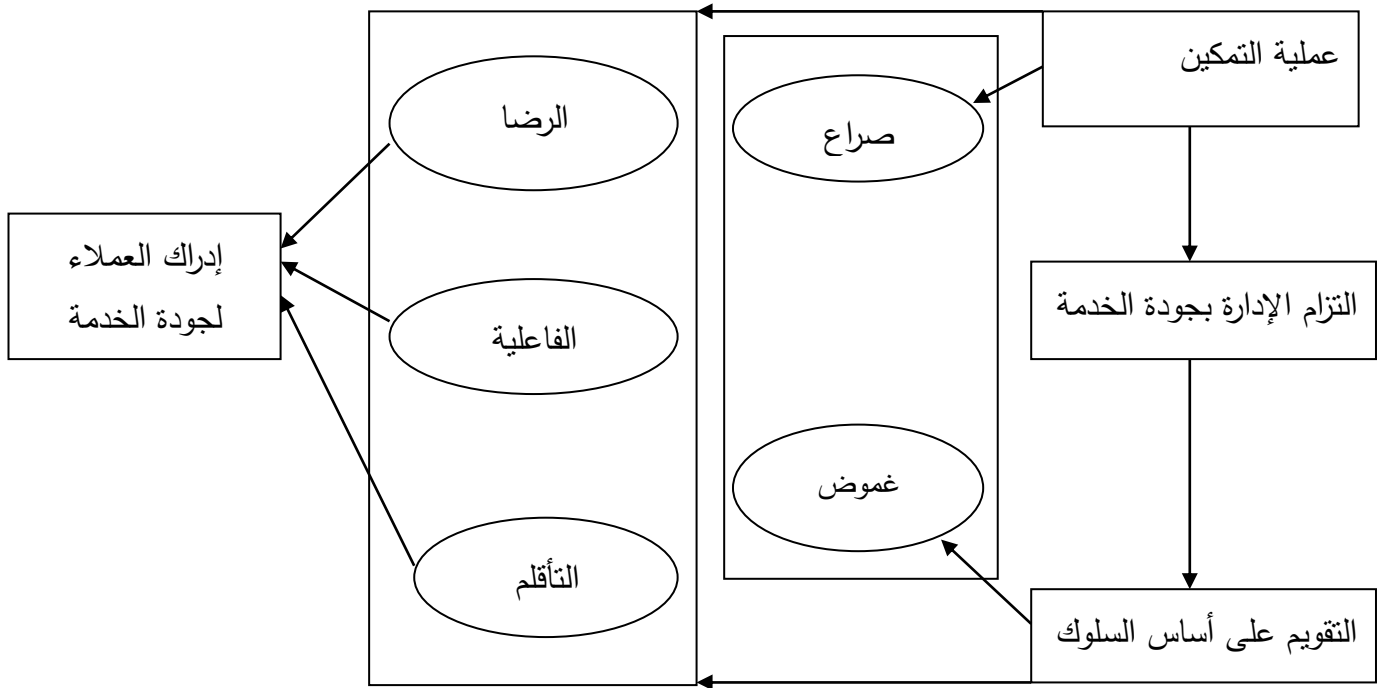 عملية التمكين
التزام الإدارة بجودة الخدمة
التقويم على أساس السلوك
صراع
غموض
الرضا
الفاعلية
التأقلم
إدراك العملاء
لجودة الخدمة